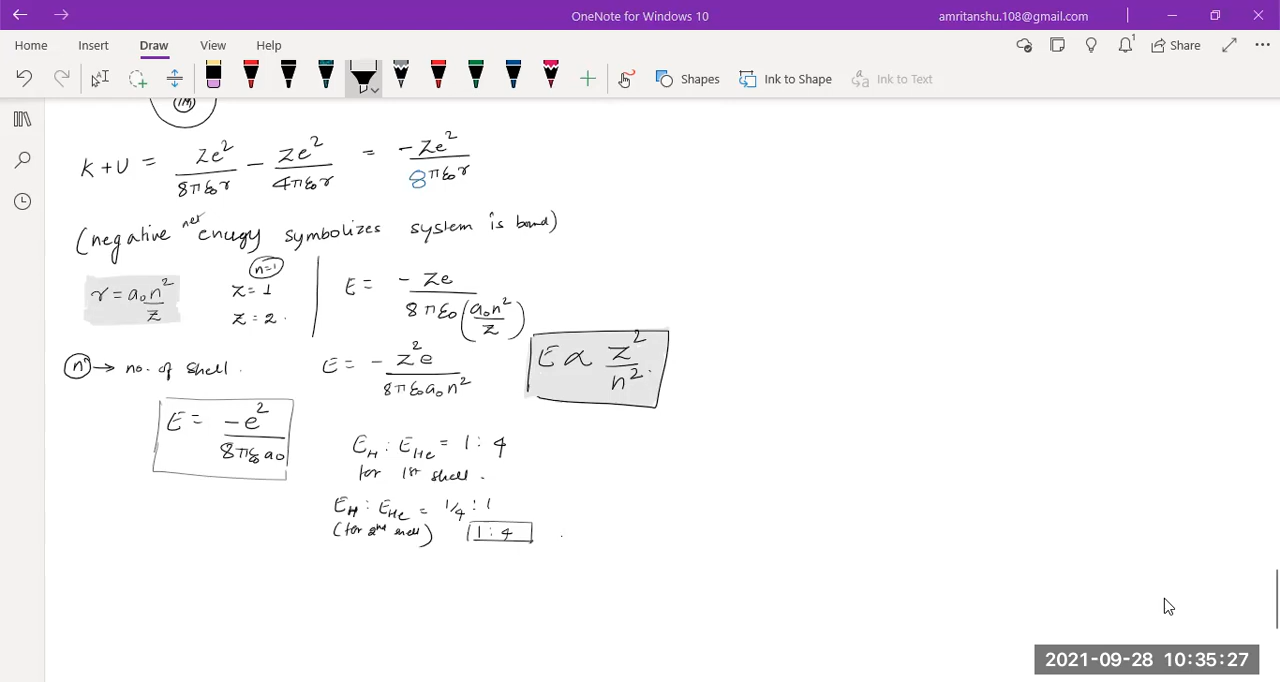 OneNote for Windows 10
amritanshu.108@gmail.com
Home Insert Draw View Help
Share
Shapes
Ink to Shape
Ink to Text
K+U = Ze²/8πε₀r - Ze²/4πε₀r = -Ze²/8πε₀r
(negative net energy symbolizes system is bound)
r = a₀n²/Z
n=1
Z = 1
Z = 2.
E = -Ze/8πε₀(a₀n²/Z)
n → no. of shell.
E = -Z²e/8πε₀a₀n²
E ∝ Z²/n².
E = -e²/8πε₀a₀
E_H : E_He = 1 : 4
for 1st shell.
E_H : E_He = 1/4 : 1
(for 2nd shell) 1 : 4
2021-09-28 10:35:27